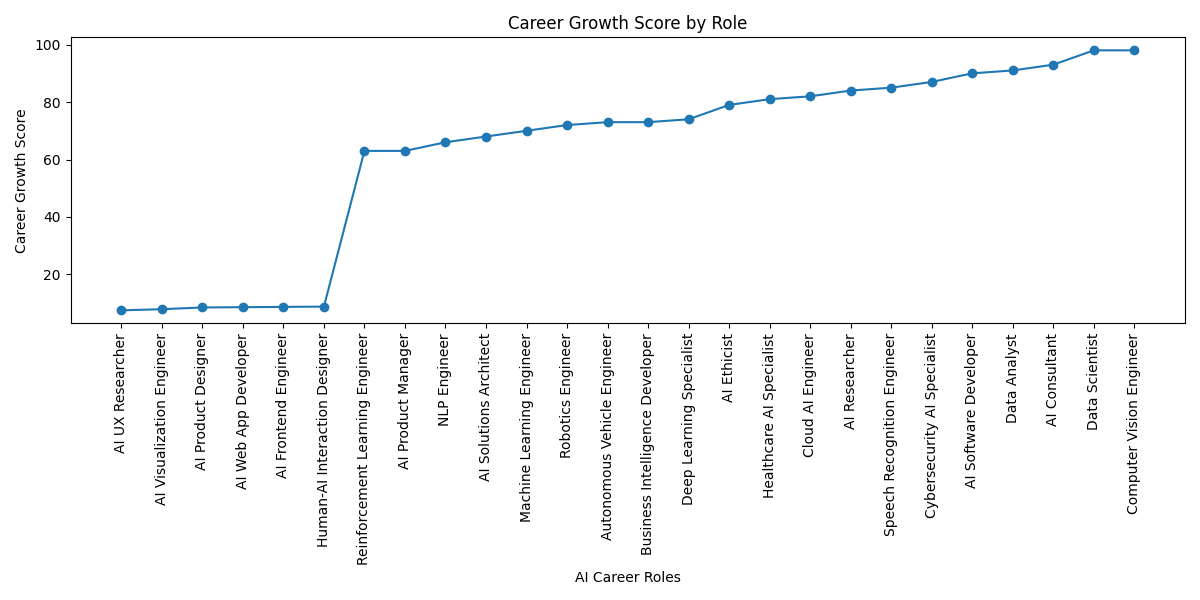 Career Growth Score by Role
Career Growth Score
100
80
60
40
20
AI UX Researcher
AI Visualization Engineer
AI Product Designer
AI Web App Developer
AI Frontend Engineer
Human-AI Interaction Designer
Reinforcement Learning Engineer
AI Product Manager
NLP Engineer
AI Solutions Architect
Machine Learning Engineer
Robotics Engineer
Autonomous Vehicle Engineer
Business Intelligence Developer
Deep Learning Specialist
AI Ethicist
Healthcare AI Specialist
Cloud AI Engineer
AI Researcher
Speech Recognition Engineer
Cybersecurity AI Specialist
AI Software Developer
Data Analyst
AI Consultant
Data Scientist
Computer Vision Engineer
AI Career Roles